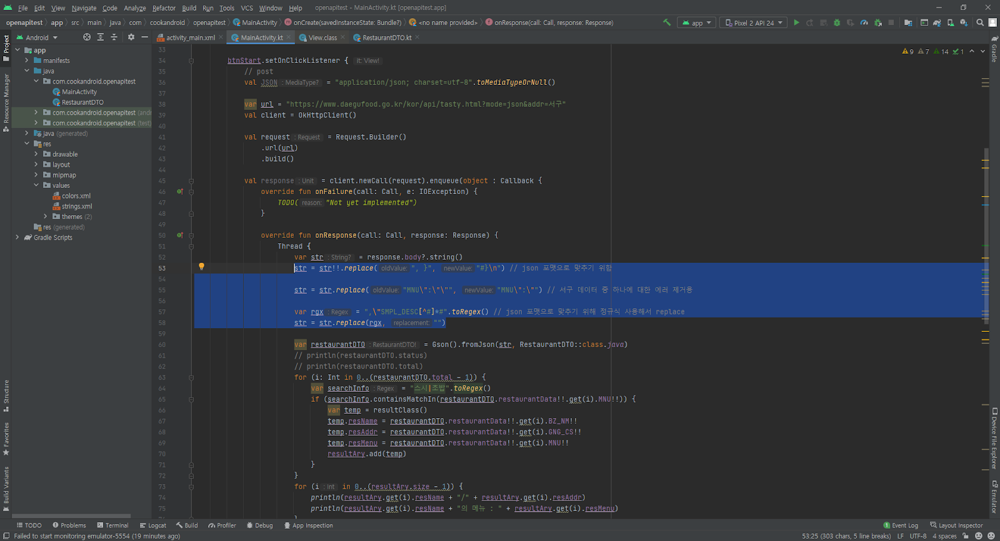 File Edit View Navigate Code Analyze Refactor Build Run Tools VCS Window Help openapitest - MainActivity.kt [openapitest.app]
openapitest app src main java com cookandroid openapitest MainActivity onCreate(savedInstanceState: Bundle?) <no name provided> onResponse(call: Call, response: Response) app Pixel 2 API 24
Project
Resource Manager
Structure
Favorites
Build Variants
Android
app
manifests
java
com.cookandroid.openapitest
MainActivity
RestaurantDTO
com.cookandroid.openapitest (andr
com.cookandroid.openapitest (test)
java (generated)
res
drawable
layout
mipmap
values
colors.xml
strings.xml
themes (2)
res (generated)
Gradle Scripts
activity_main.xml MainActivity.kt View.class RestaurantDTO.kt
9 7 14 1
33
34 btnStart.setOnClickListener { it: View!
35 // post
36 val JSON : MediaType? = "application/json; charset=utf-8".toMediaTypeOrNull()
37
38 var url = "https://www.daegufood.go.kr/kor/api/tasty.html?mode=json&addr=서구"
39 val client = OkHttpClient()
40
41 val request : Request = Request.Builder()
42 .url(url)
43 .build()
44
45 val response : Unit = client.newCall(request).enqueue(object : Callback {
46 override fun onFailure(call: Call, e: IOException) {
47 TODO( reason: "Not yet implemented")
48 }
49
50 override fun onResponse(call: Call, response: Response) {
51 Thread {
52 var str : String? = response.body?.string()
53 str = str!!.replace( oldValue: ", }", newValue: "#}\n") // json 포맷으로 맞추기 위함
54
55 str = str.replace( oldValue: "MNU\":\"\"", newValue: "MNU\":\"") // 서구 데이터 중 하나에 대한 에러 제거용
56
57 var rgx : Regex = ",\"SMPL_DESC[^#]*#".toRegex() // json 포맷으로 맞추기 위해 정규식 사용해서 replace
58 str = str.replace(rgx, replacement: "")
59
60 var restaurantDTO : RestaurantDTO! = Gson().fromJson(str, RestaurantDTO::class.java)
61 // println(restaurantDTO.status)
62 // println(restaurantDTO.total)
63 for (i: Int in 0..(restaurantDTO.total - 1)) {
64 var searchInfo : Regex = "스시|초밥".toRegex()
65 if (searchInfo.containsMatchIn(restaurantDTO.restaurantData!!.get(i).MNU!!)) {
66 var temp = resultClass()
67 temp.resName = restaurantDTO.restaurantData!!.get(i).BZ_NM!!
68 temp.resAddr = restaurantDTO.restaurantData!!.get(i).GNG_CS!!
69 temp.resMenu = restaurantDTO.restaurantData!!.get(i).MNU!!
70 resultAry.add(temp)
71 }
72 }
73 for (i : Int in 0..(resultAry.size - 1)) {
74 println(resultAry.get(i).resName + "/" + resultAry.get(i).resAddr)
75 println(resultAry.get(i).resName + "의 메뉴 : " + resultAry.get(i).resMenu)
Gradle
Device File Explorer
Emulator
TODO Problems Terminal Logcat Build Profiler Debug App Inspection 1 Event Log Layout Inspector
Failed to start monitoring emulator-5554 (19 minutes ago) 53:25 (303 chars, 5 line breaks) LF UTF-8 4 spaces